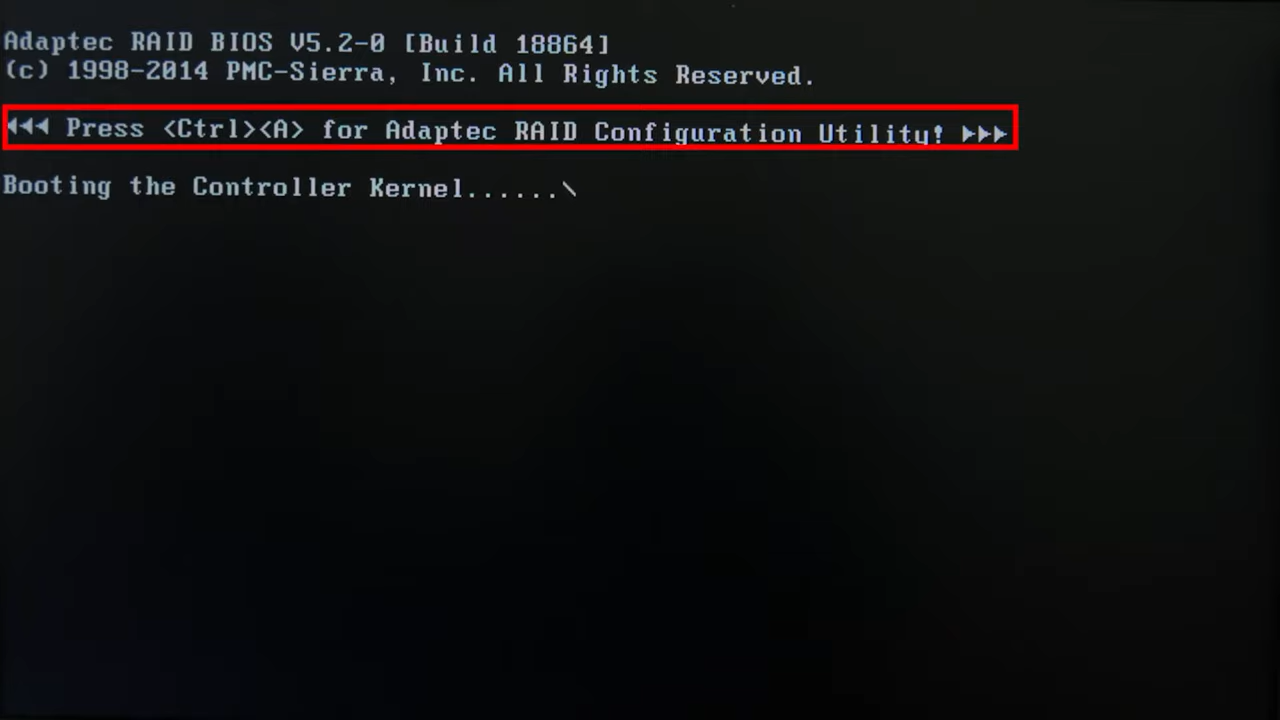 Adaptec RAID BIOS V5.2-0 [Build 18864]
(c) 1998-2014 PMC-Sierra, Inc. All Rights Reserved.
◄◄◄ Press <Ctrl><A> for Adaptec RAID Configuration Utility! ►►►
Booting the Controller Kernel......\